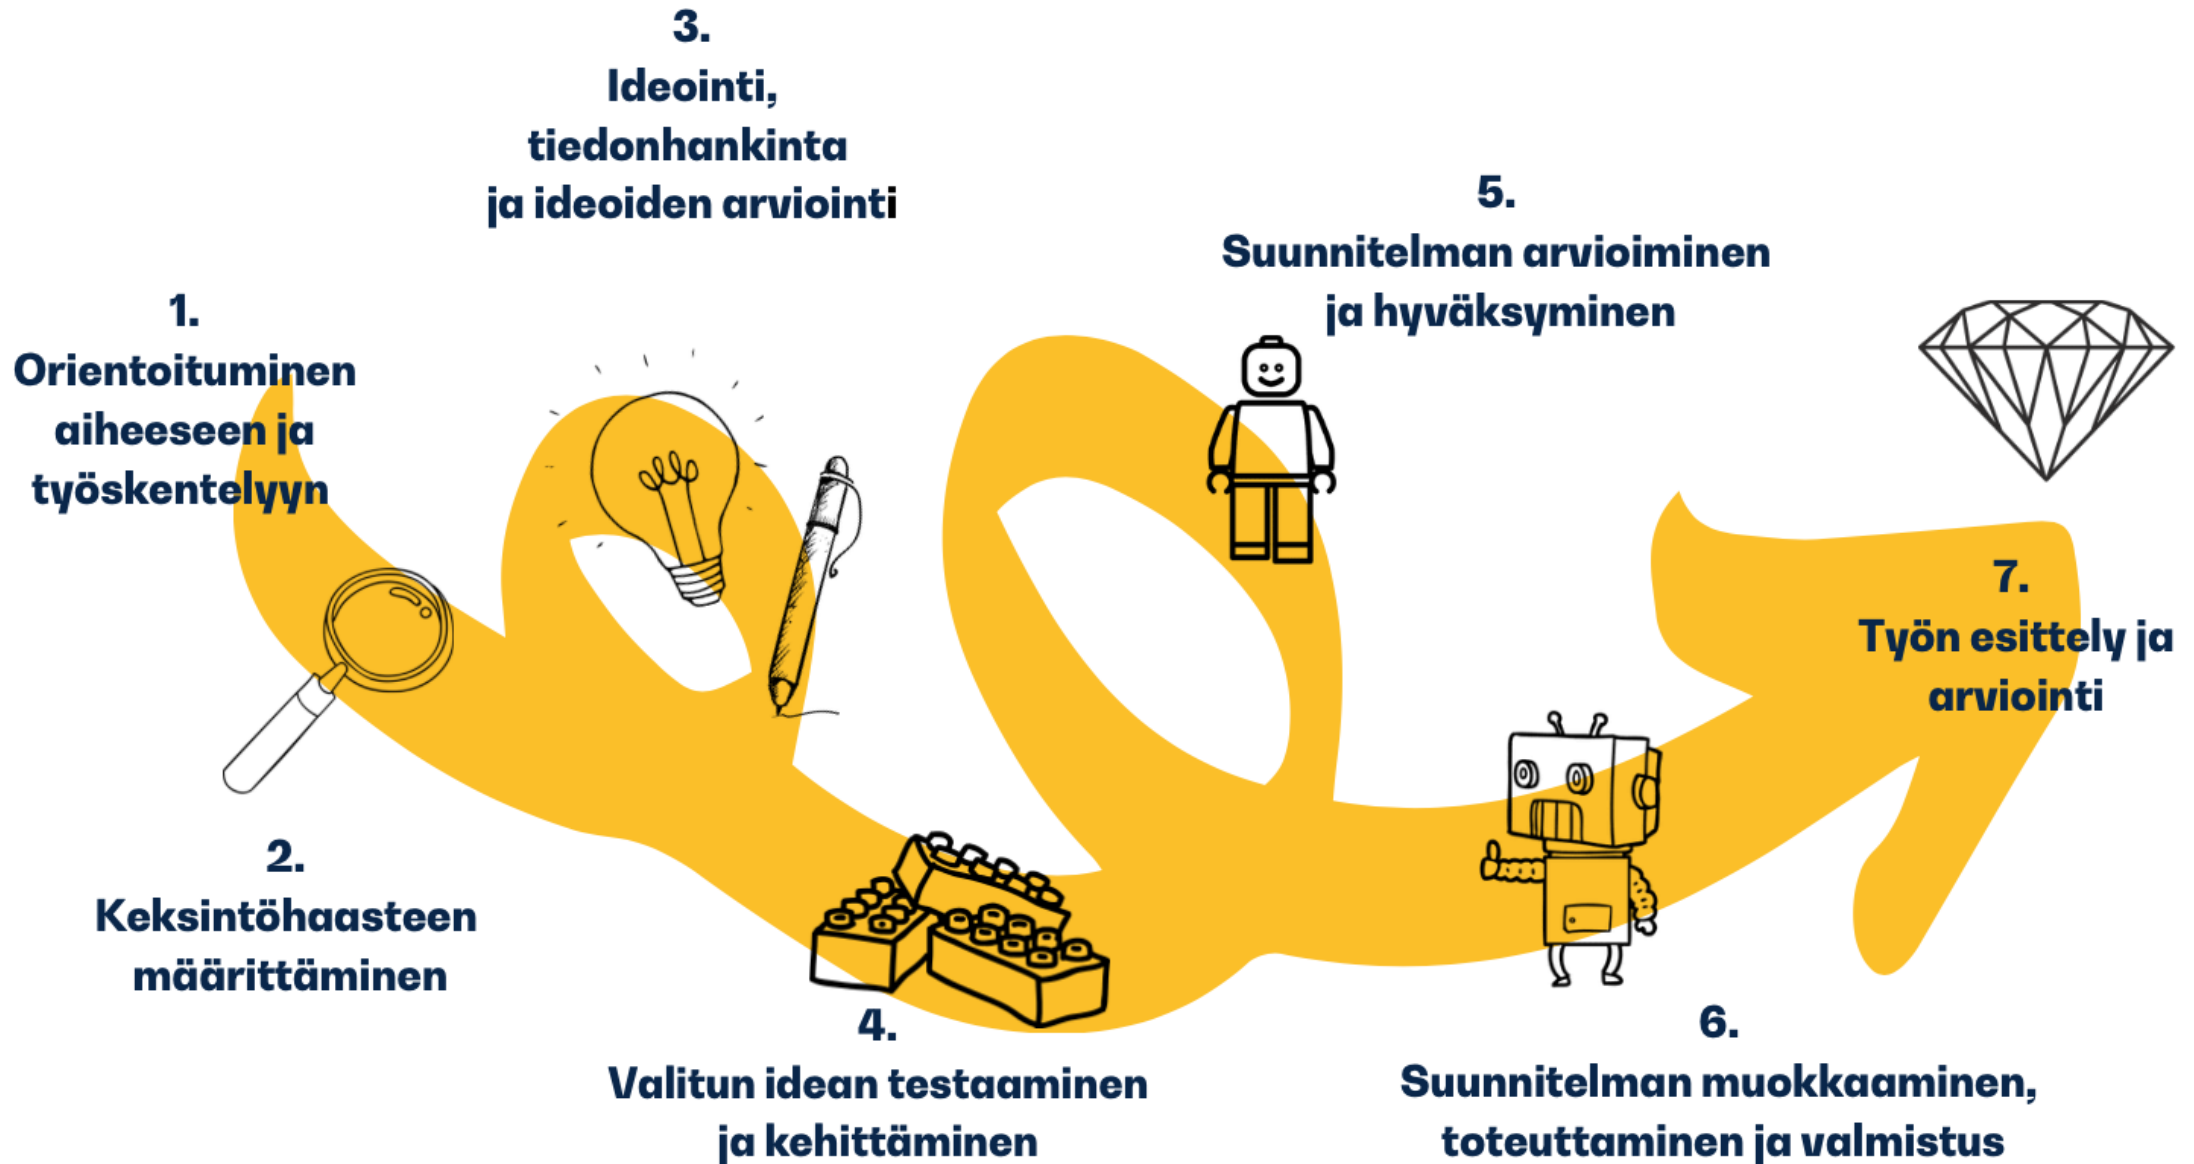 1.
Orientoituminen
aiheeseen ja
työskentelyyn
2.
Keksintöhaasteen
määrittäminen
3.
Ideointi,
tiedonhankinta
ja ideoiden arviointi
4.
Valitun idean testaaminen
ja kehittäminen
5.
Suunnitelman arvioiminen
ja hyväksyminen
6.
Suunnitelman muokkaaminen,
toteuttaminen ja valmistus
7.
Työn esittely ja
arviointi